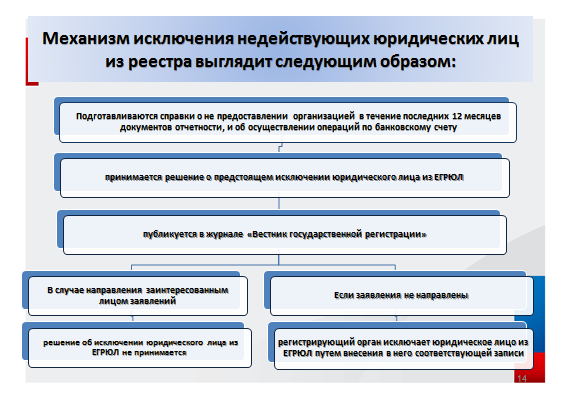 Механизм исключения недействующих юридических лиц
из реестра выглядит следующим образом:
Подготавливаются справки о не предоставлении организацией в течение последних 12 месяцев
документов отчетности, и об осуществлении операций по банковскому счету
принимается решение о предстоящем исключении юридического лица из ЕГРЮЛ
публикуется в журнале «Вестник государственной регистрации»
В случае направления заинтересованным
лицом заявлений
Если заявления не направлены
решение об исключении юридического лица из
ЕГРЮЛ не принимается
регистрирующий орган исключает юридическое лицо из
ЕГРЮЛ путем внесения в него соответствующей записи
14